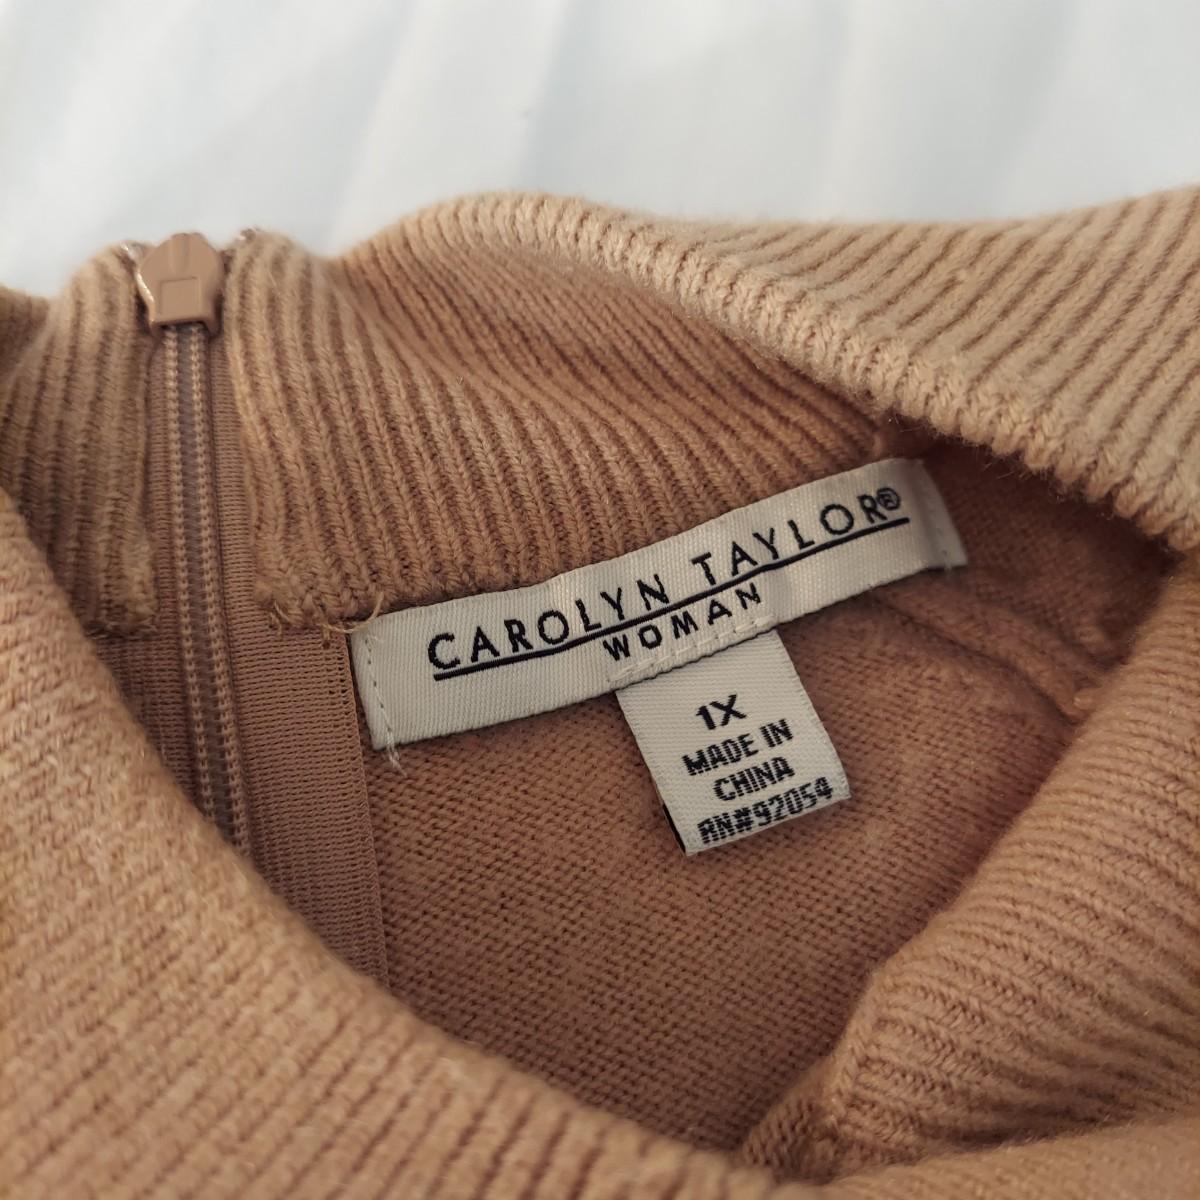 CAROLYN TAYLOR®
WOMAN
1X
MADE IN
CHINA
RN#92054